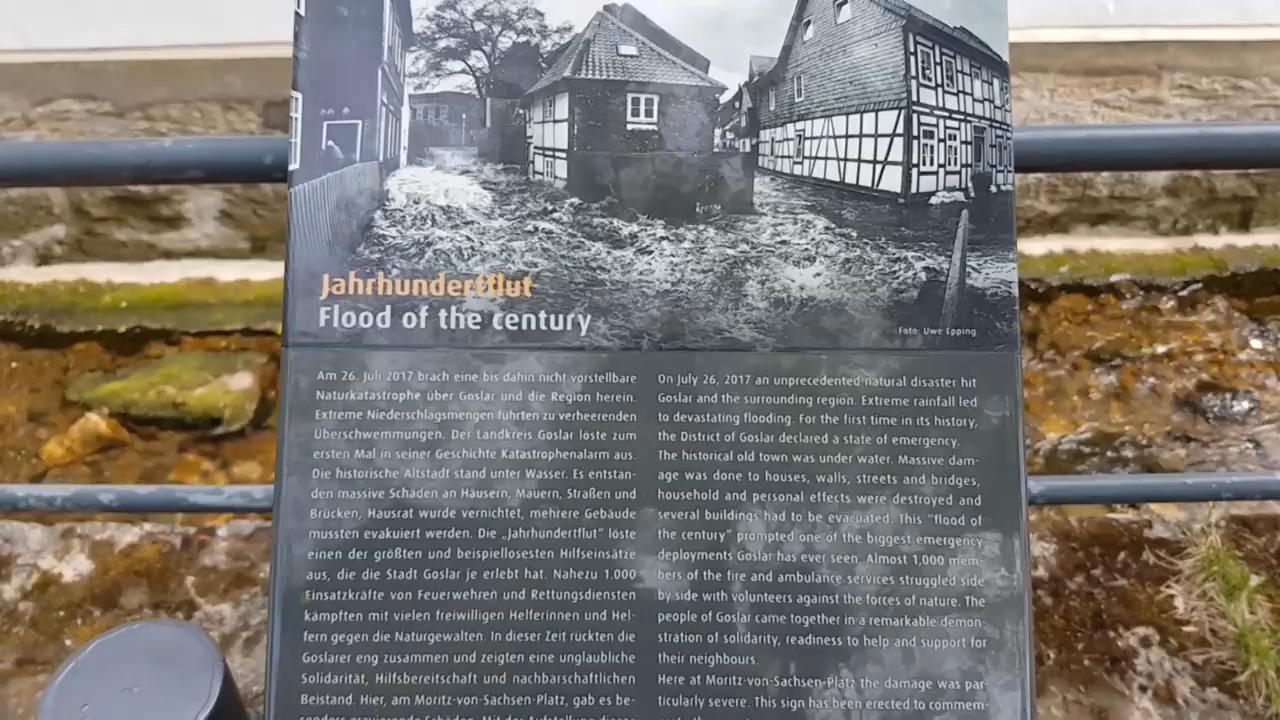 Jahrhundertflut
Flood of the century
Foto: Uwe Epping
Am 26. Juli 2017 brach eine bis dahin nicht vorstellbare
Naturkatastrophe über Goslar und die Region herein.
Extreme Niederschlagsmengen führten zu verheerenden
Überschwemmungen. Der Landkreis Goslar löste zum
ersten Mal in seiner Geschichte Katastrophenalarm aus.
Die historische Altstadt stand unter Wasser. Es entstan-
den massive Schäden an Häusern, Mauern, Straßen und
Brücken, Hausrat wurde vernichtet, mehrere Gebäude
mussten evakuiert werden. Die „Jahrhundertflut“ löste
einen der größten und beispiellosesten Hilfseinsätze
aus, die die Stadt Goslar je erlebt hat. Nahezu 1.000
Einsatzkräfte von Feuerwehren und Rettungsdiensten
kämpften mit vielen freiwilligen Helferinnen und Hel-
fern gegen die Naturgewalten. In dieser Zeit rückten die
Goslarer eng zusammen und zeigten eine unglaubliche
Solidarität, Hilfsbereitschaft und nachbarschaftlichen
Beistand. Hier, am Moritz-von-Sachsen-Platz, gab es be-
sonders gravierende Schäden. Mit der Aufstellung dieses
On July 26, 2017 an unprecedented natural disaster hit
Goslar and the surrounding region. Extreme rainfall led
to devastating flooding. For the first time in its history,
the District of Goslar declared a state of emergency.
The historical old town was under water. Massive dam-
age was done to houses, walls, streets and bridges,
household and personal effects were destroyed and
several buildings had to be evacuated. This “flood of
the century” prompted one of the biggest emergency
deployments Goslar has ever seen. Almost 1,000 mem-
bers of the fire and ambulance services struggled side
by side with volunteers against the forces of nature. The
people of Goslar came together in a remarkable demon-
stration of solidarity, readiness to help and support for
their neighbours.
Here at Moritz-von-Sachsen-Platz the damage was par-
ticularly severe. This sign has been erected to commem-